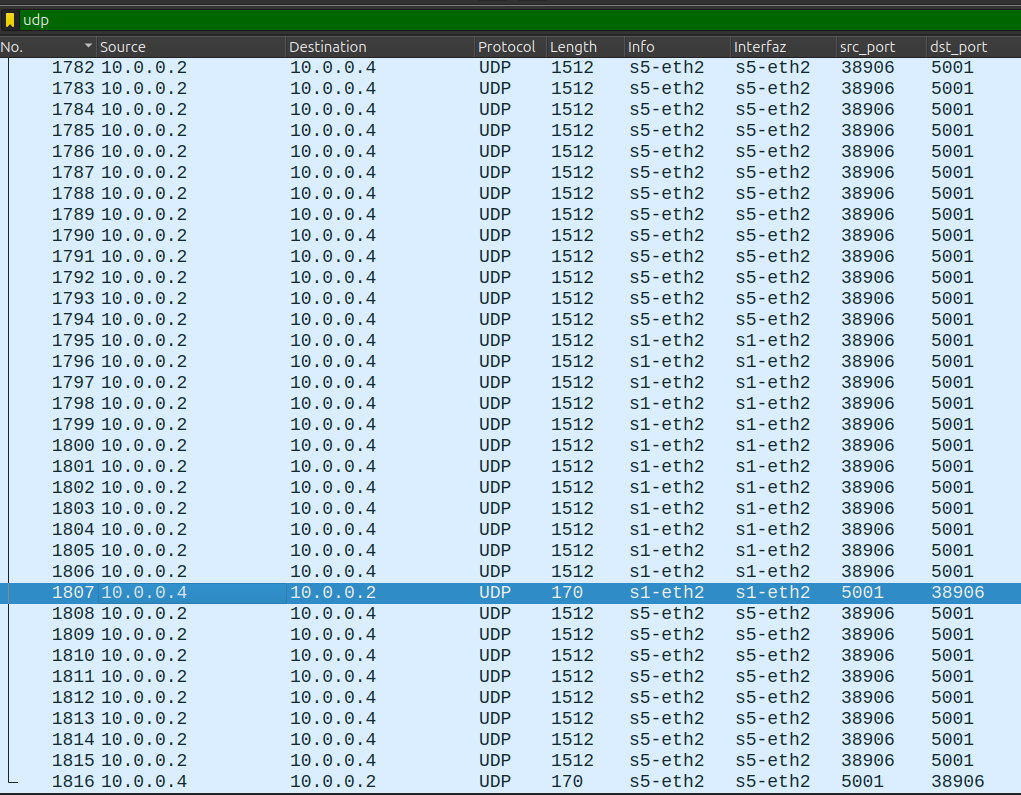 udp
No. Source Destination Protocol Length Info Interfaz src_port dst_port
1782 10.0.0.2 10.0.0.4 UDP 1512 s5-eth2 s5-eth2 38906 5001
1783 10.0.0.2 10.0.0.4 UDP 1512 s5-eth2 s5-eth2 38906 5001
1784 10.0.0.2 10.0.0.4 UDP 1512 s5-eth2 s5-eth2 38906 5001
1785 10.0.0.2 10.0.0.4 UDP 1512 s5-eth2 s5-eth2 38906 5001
1786 10.0.0.2 10.0.0.4 UDP 1512 s5-eth2 s5-eth2 38906 5001
1787 10.0.0.2 10.0.0.4 UDP 1512 s5-eth2 s5-eth2 38906 5001
1788 10.0.0.2 10.0.0.4 UDP 1512 s5-eth2 s5-eth2 38906 5001
1789 10.0.0.2 10.0.0.4 UDP 1512 s5-eth2 s5-eth2 38906 5001
1790 10.0.0.2 10.0.0.4 UDP 1512 s5-eth2 s5-eth2 38906 5001
1791 10.0.0.2 10.0.0.4 UDP 1512 s5-eth2 s5-eth2 38906 5001
1792 10.0.0.2 10.0.0.4 UDP 1512 s5-eth2 s5-eth2 38906 5001
1793 10.0.0.2 10.0.0.4 UDP 1512 s5-eth2 s5-eth2 38906 5001
1794 10.0.0.2 10.0.0.4 UDP 1512 s5-eth2 s5-eth2 38906 5001
1795 10.0.0.2 10.0.0.4 UDP 1512 s1-eth2 s1-eth2 38906 5001
1796 10.0.0.2 10.0.0.4 UDP 1512 s1-eth2 s1-eth2 38906 5001
1797 10.0.0.2 10.0.0.4 UDP 1512 s1-eth2 s1-eth2 38906 5001
1798 10.0.0.2 10.0.0.4 UDP 1512 s1-eth2 s1-eth2 38906 5001
1799 10.0.0.2 10.0.0.4 UDP 1512 s1-eth2 s1-eth2 38906 5001
1800 10.0.0.2 10.0.0.4 UDP 1512 s1-eth2 s1-eth2 38906 5001
1801 10.0.0.2 10.0.0.4 UDP 1512 s1-eth2 s1-eth2 38906 5001
1802 10.0.0.2 10.0.0.4 UDP 1512 s1-eth2 s1-eth2 38906 5001
1803 10.0.0.2 10.0.0.4 UDP 1512 s1-eth2 s1-eth2 38906 5001
1804 10.0.0.2 10.0.0.4 UDP 1512 s1-eth2 s1-eth2 38906 5001
1805 10.0.0.2 10.0.0.4 UDP 1512 s1-eth2 s1-eth2 38906 5001
1806 10.0.0.2 10.0.0.4 UDP 1512 s1-eth2 s1-eth2 38906 5001
1807 10.0.0.4 10.0.0.2 UDP 170 s1-eth2 s1-eth2 5001 38906
1808 10.0.0.2 10.0.0.4 UDP 1512 s5-eth2 s5-eth2 38906 5001
1809 10.0.0.2 10.0.0.4 UDP 1512 s5-eth2 s5-eth2 38906 5001
1810 10.0.0.2 10.0.0.4 UDP 1512 s5-eth2 s5-eth2 38906 5001
1811 10.0.0.2 10.0.0.4 UDP 1512 s5-eth2 s5-eth2 38906 5001
1812 10.0.0.2 10.0.0.4 UDP 1512 s5-eth2 s5-eth2 38906 5001
1813 10.0.0.2 10.0.0.4 UDP 1512 s5-eth2 s5-eth2 38906 5001
1814 10.0.0.2 10.0.0.4 UDP 1512 s5-eth2 s5-eth2 38906 5001
1815 10.0.0.2 10.0.0.4 UDP 1512 s5-eth2 s5-eth2 38906 5001
1816 10.0.0.4 10.0.0.2 UDP 170 s5-eth2 s5-eth2 5001 38906